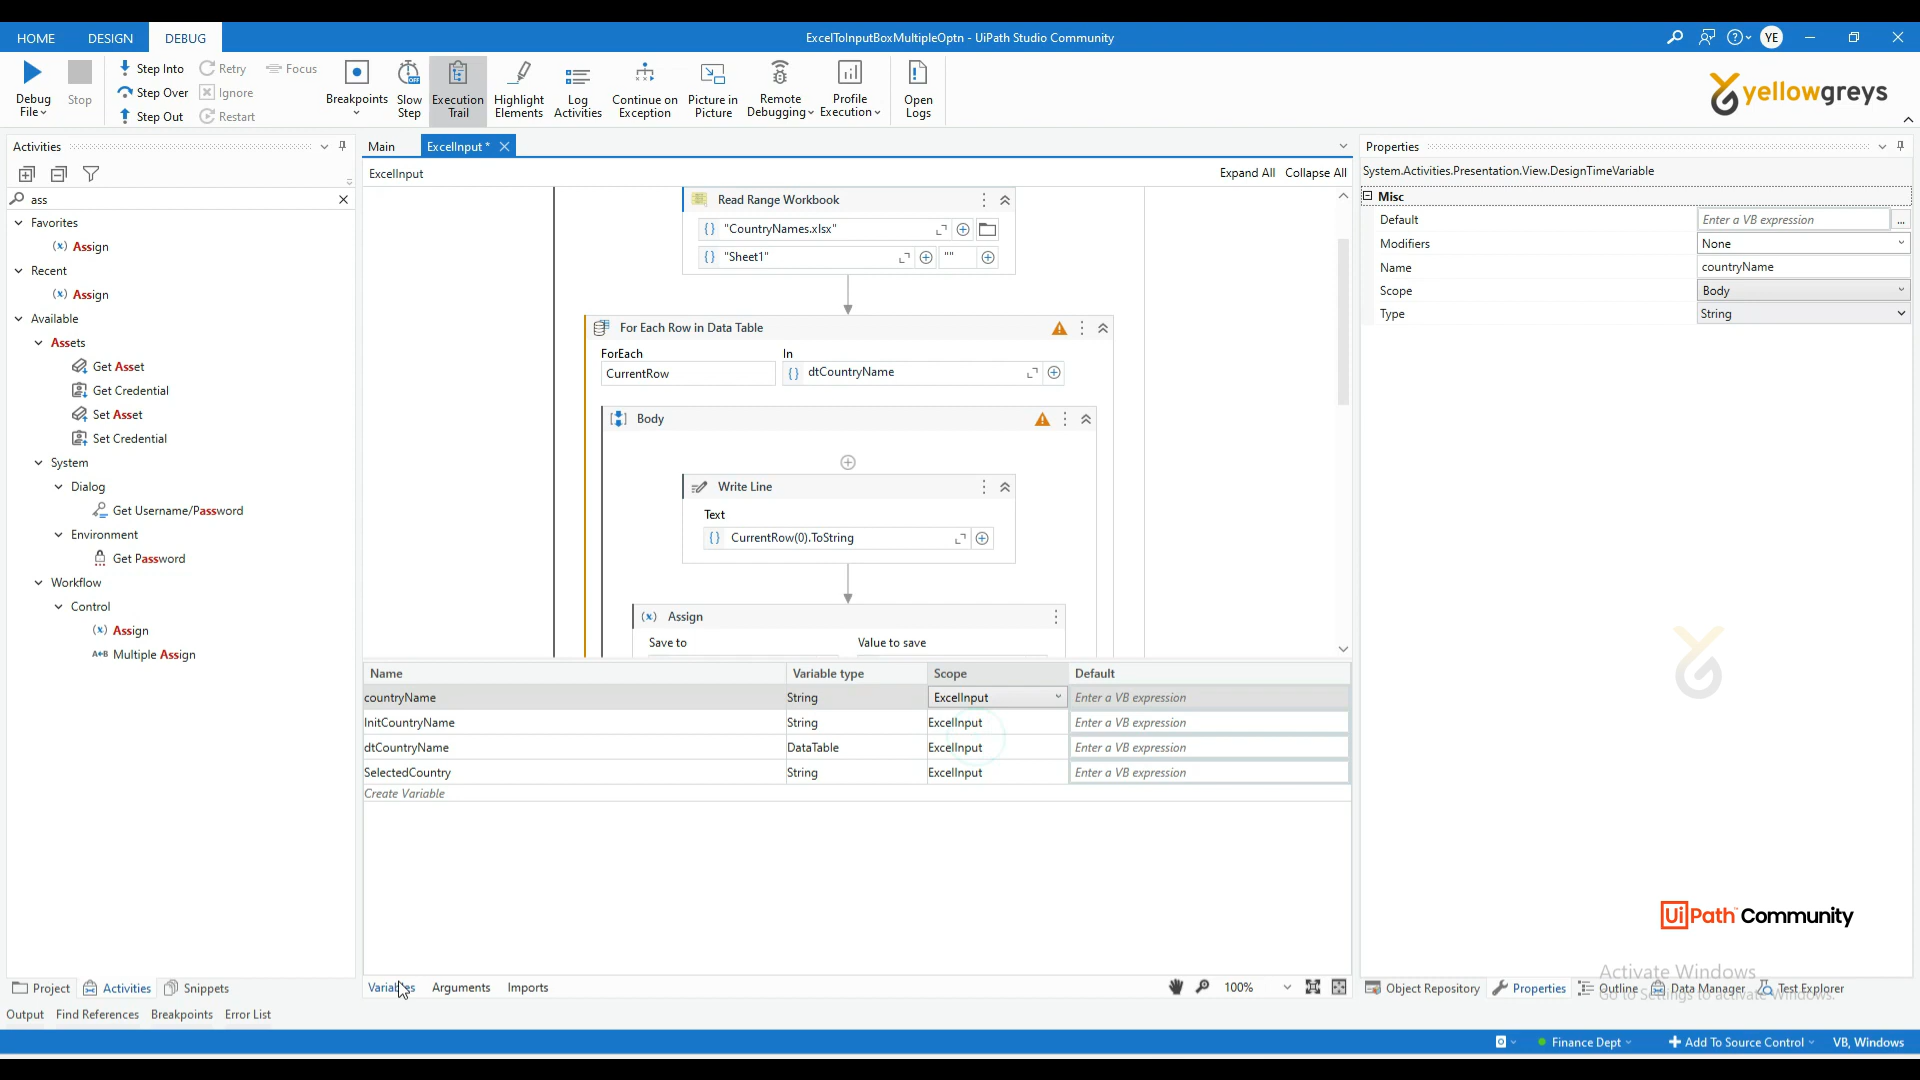 HOME DESIGN DEBUG
ExcelToInputBoxMultipleOptn - UiPath Studio Community
YE
Debug File
Stop
Step Into
Step Over
Step Out
Retry
Ignore
Restart
Focus
Breakpoints
Slow Step
Execution Trail
Highlight Elements
Log Activities
Continue on Exception
Picture in Picture
Remote Debugging
Profile Execution
Open Logs
yellowgreys
Activities
ass
Favorites
Assign
Recent
Assign
Available
Assets
Get Asset
Get Credential
Set Asset
Set Credential
System
Dialog
Get Username/Password
Environment
Get Password
Workflow
Control
Assign
Multiple Assign
Main
ExcelInput *
ExcelInput
Expand All Collapse All
Read Range Workbook
"CountryNames.xlsx"
"Sheet1" ""
For Each Row in Data Table
ForEach In
CurrentRow dtCountryName
Body
Write Line
Text
CurrentRow(0).ToString
Assign
Save to Value to save
Name Variable type Scope Default
countryName String ExcelInput Enter a VB expression
InitCountryName String ExcelInput Enter a VB expression
dtCountryName DataTable ExcelInput Enter a VB expression
SelectedCountry String ExcelInput Enter a VB expression
Create Variable
Variables Arguments Imports
100%
Properties
System.Activities.Presentation.View.DesignTimeVariable
Misc
Default Enter a VB expression ...
Modifiers None
Name countryName
Scope Body
Type String
UiPath Community
Activate Windows
Go to Settings to activate Windows.
Project Activities Snippets
Object Repository Properties Outline Data Manager Test Explorer
Output Find References Breakpoints Error List
Finance Dept
Add To Source Control
VB, Windows